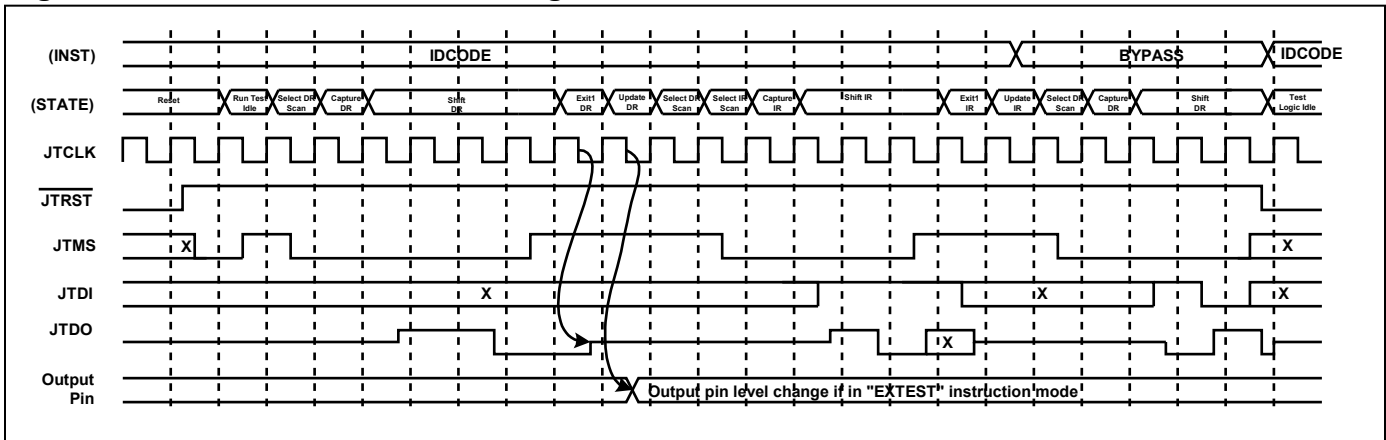 (INST)
IDCODE
BYPASS
IDCODE
(STATE)
Reset
Run Test
Idle
Select DR
Scan
Capture
DR
Shift
DR
Exit1
DR
Update
DR
Select DR
Scan
Select IR
Scan
Capture
IR
Shift IR
Exit1
IR
Update
IR
Select DR
Scan
Capture
DR
Shift
DR
Test
Logic Idle
JTCLK
JTRST
JTMS
X
X
JTDI
X
X
X
JTDO
X
Output
Pin
Output pin level change if in "EXTEST" instruction mode